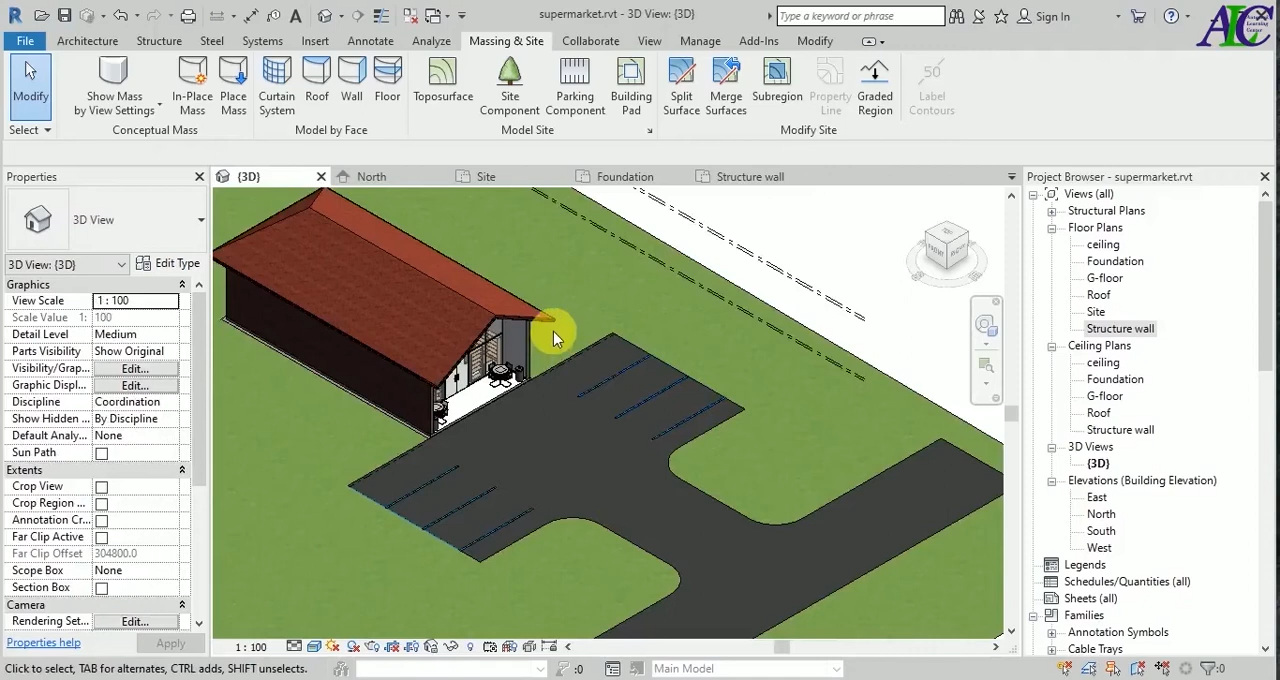 supermarket.rvt - 3D View: {3D}
Type a keyword or phrase
Sign In
ALC
File
Architecture
Structure
Steel
Systems
Insert
Annotate
Analyze
Massing & Site
Collaborate
View
Manage
Add-Ins
Modify
Modify
Show Mass
by View Settings
In-Place
Mass
Place
Mass
Curtain
System
Roof
Wall
Floor
Toposurface
Site
Component
Parking
Component
Building
Pad
Split
Surface
Merge
Surfaces
Subregion
Property
Line
Graded
Region
50
Label
Contours
Select
Conceptual Mass
Model by Face
Model Site
Modify Site
Properties
{3D}
North
Site
Foundation
Structure wall
Project Browser - supermarket.rvt
3D View
3D View: {3D}
Edit Type
Graphics
View Scale 1 : 100
Scale Value 1: 100
Detail Level Medium
Parts Visibility Show Original
Visibility/Grap... Edit...
Graphic Displ... Edit...
Discipline Coordination
Show Hidden ... By Discipline
Default Analy... None
Sun Path
Extents
Crop View
Crop Region ...
Annotation Cr...
Far Clip Active
Far Clip Offset 304800.0
Scope Box None
Section Box
Camera
Rendering Set... Edit...
Properties help
Apply
Views (all)
Structural Plans
Floor Plans
ceiling
Foundation
G-floor
Roof
Site
Structure wall
Ceiling Plans
ceiling
Foundation
G-floor
Roof
Structure wall
3D Views
{3D}
Elevations (Building Elevation)
East
North
South
West
Legends
Schedules/Quantities (all)
Sheets (all)
Families
Annotation Symbols
Cable Trays
1 : 100
Click to select, TAB for alternates, CTRL adds, SHIFT unselects.
:0
Main Model
:0